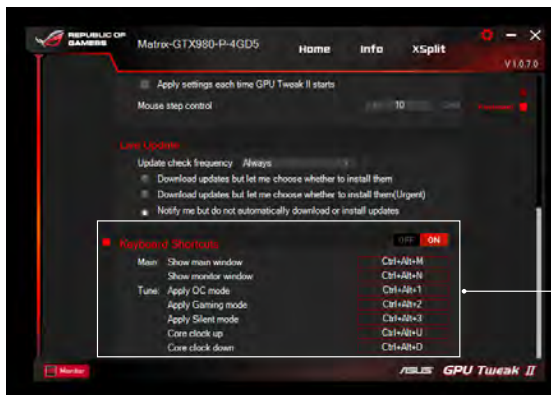 REPUBLIC OF
GAMERS
Matrix-GTX980-P-4GD5
Home
Info
XSplit
V1.0.7.0
Apply settings each time GPU Tweak II starts
Mouse step control
10
Live Update
Update check frequency Always
Download updates but let me choose whether to install them
Download updates but let me choose whether to install them(Urgent)
Notify me but do not automatically download or install updates
Keyboard Shortcuts OFF ON
Main: Show main window Ctrl+Alt+M
Show monitor window Ctrl+Alt+N
Tune: Apply OC mode Ctrl+Alt+1
Apply Gaming mode Ctrl+Alt+2
Apply Silent mode Ctrl+Alt+3
Core clock up Ctrl+Alt+U
Core clock down Ctrl+Alt+D
Monitor
ASUS GPU Tweak II